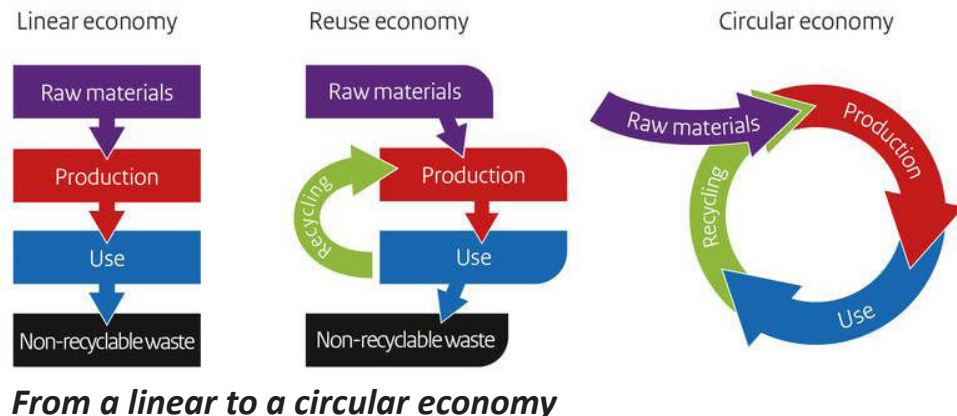 Linear economy
Raw materials
Production
Use
Non-recyclable waste
Reuse economy
Raw materials
Production
Recycling
Use
Non-recyclable waste
Circular economy
Raw materials
Production
Recycling
Use
From a linear to a circular economy